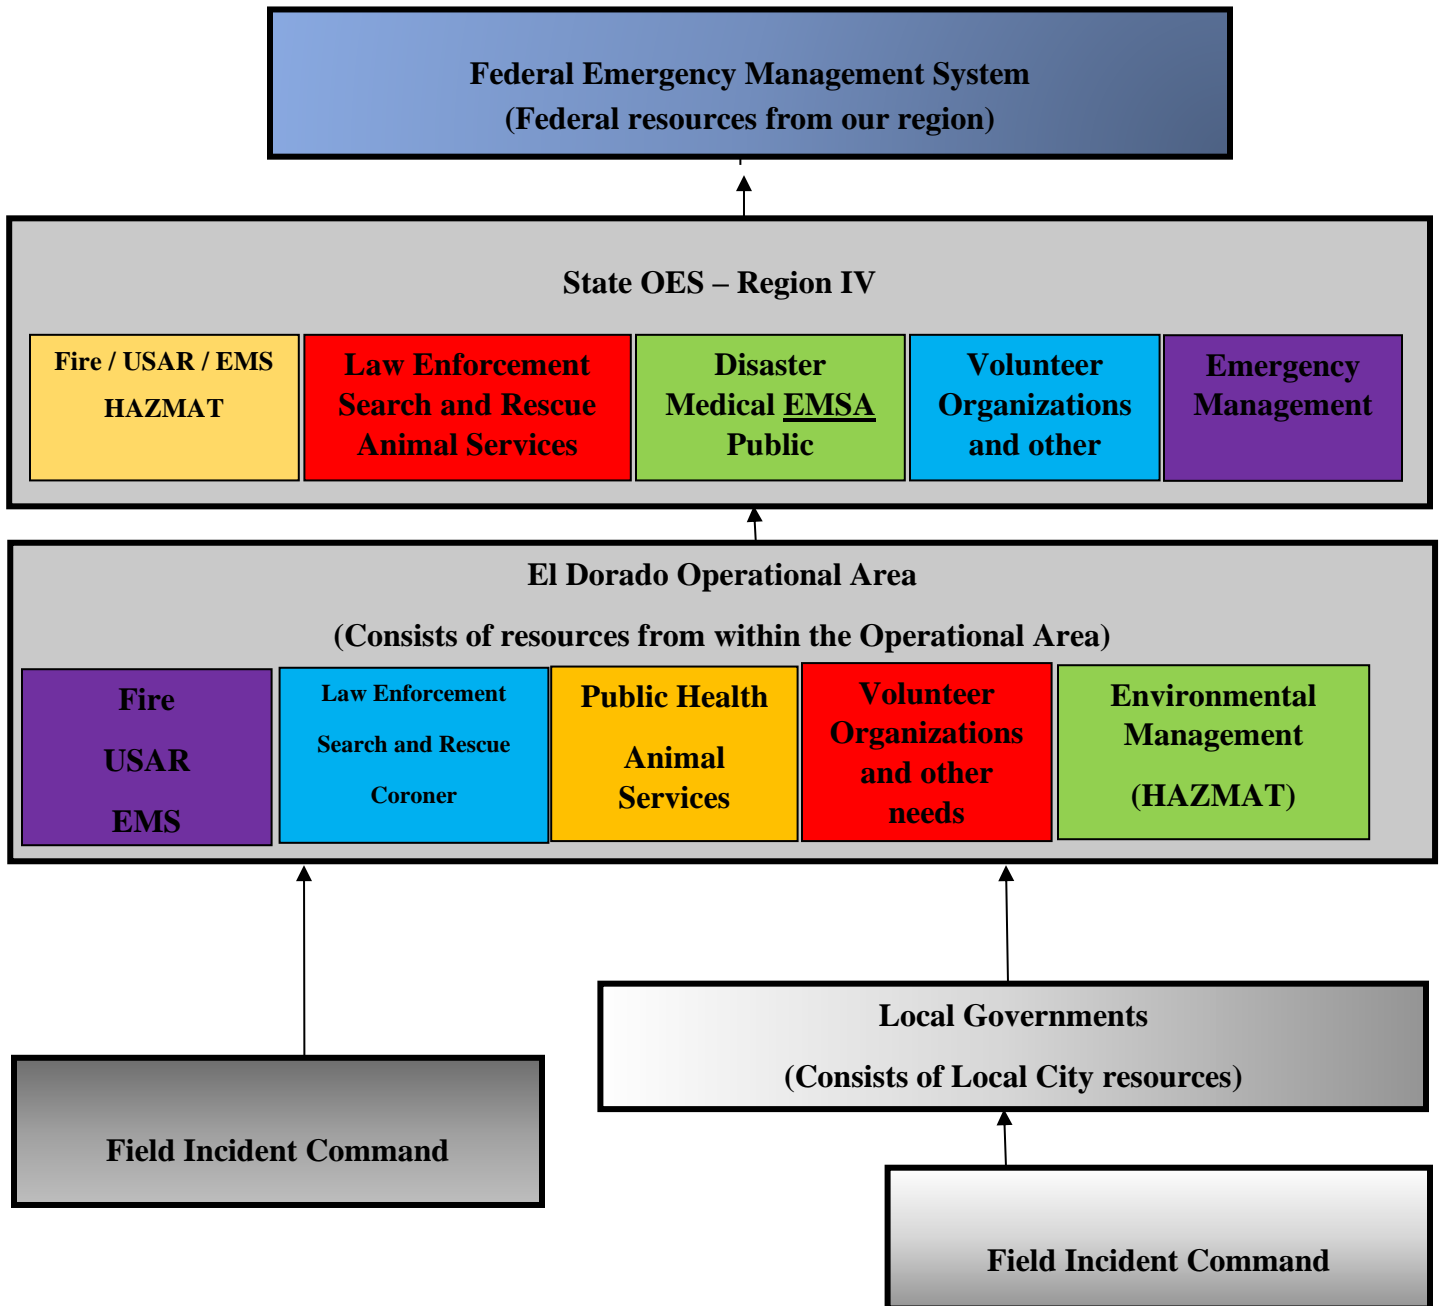 Federal Emergency Management System
(Federal resources from our region)
State OES – Region IV
Fire / USAR / EMS
HAZMAT
Law Enforcement
Search and Rescue
Animal Services
Disaster
Medical EMSA
Public
Volunteer
Organizations
and other
Emergency
Management
El Dorado Operational Area
(Consists of resources from within the Operational Area)
Fire
USAR
EMS
Law Enforcement
Search and Rescue
Coroner
Public Health
Animal
Services
Volunteer
Organizations
and other
needs
Environmental
Management
(HAZMAT)
Local Governments
(Consists of Local City resources)
Field Incident Command
Field Incident Command